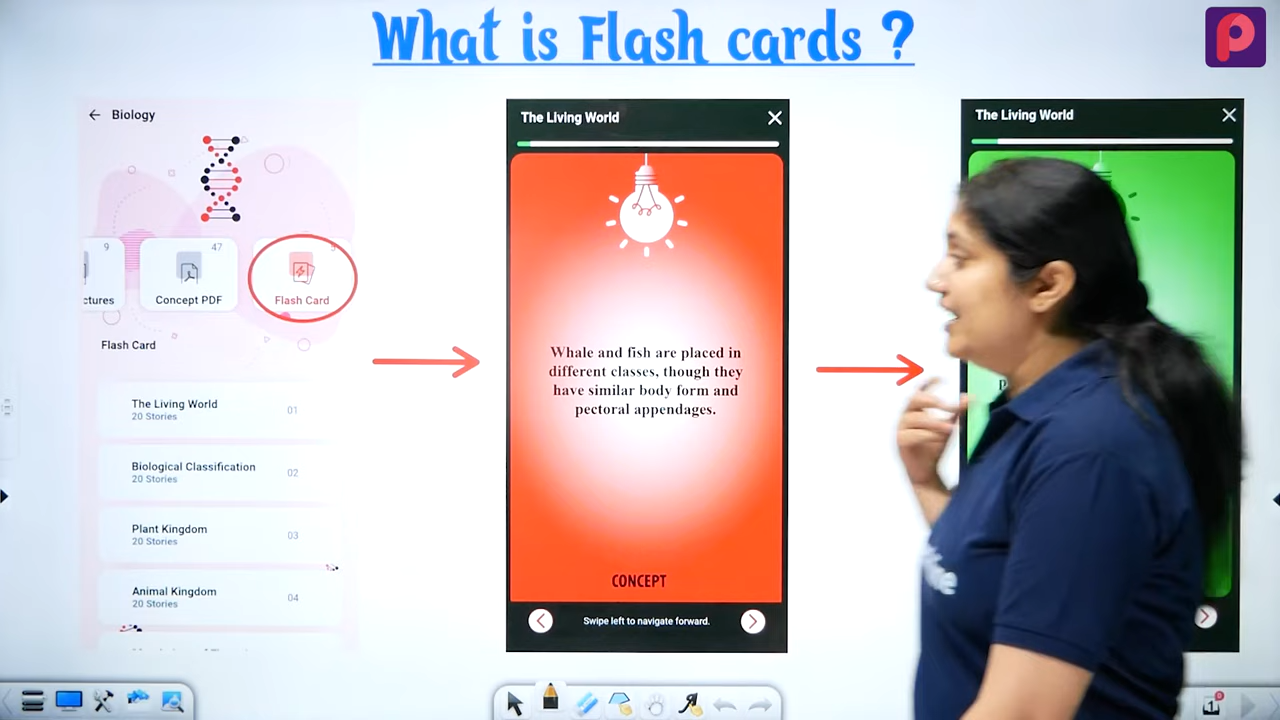 What is Flash cards ?
Biology
9
47
ctures
Concept PDF
Flash Card
Flash Card
The Living World
20 Stories
01
Biological Classification
20 Stories
02
Plant Kingdom
20 Stories
03
Animal Kingdom
20 Stories
04
The Living World
Whale and fish are placed in
different classes, though they
have similar body form and
pectoral appendages.
CONCEPT
Swipe left to navigate forward.
The Living World
1